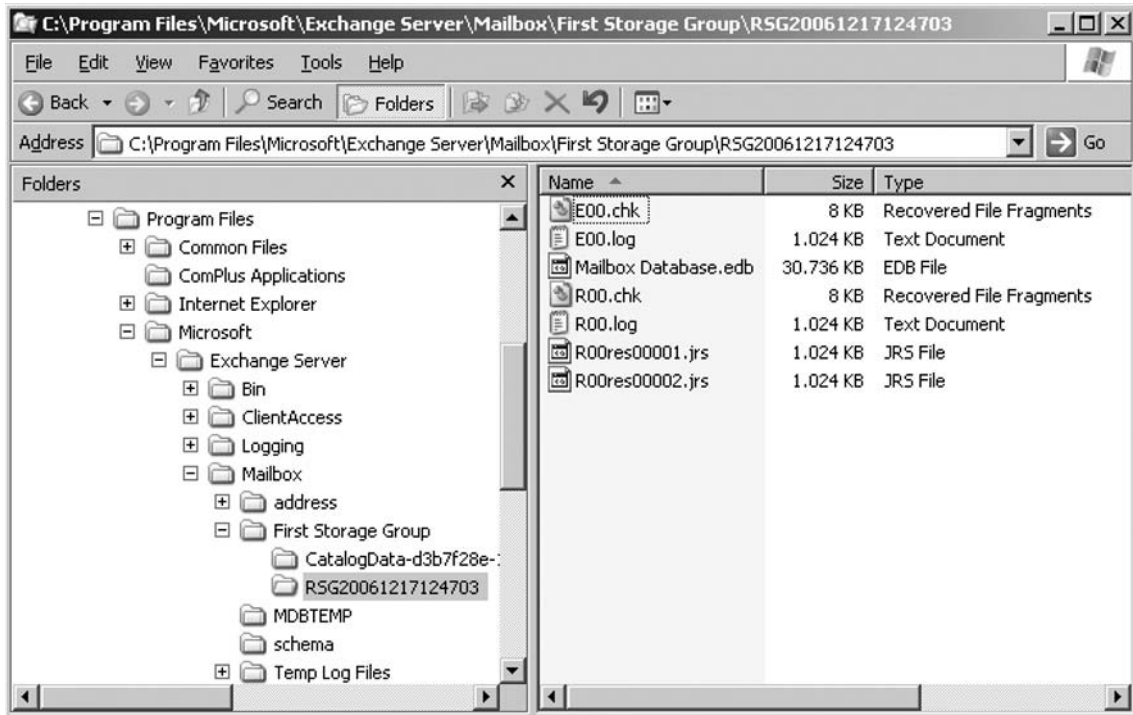 C:\Program Files\Microsoft\Exchange Server\Mailbox\First Storage Group\RSG20061217124703
File Edit View Favorites Tools Help
Back Search Folders
Address C:\Program Files\Microsoft\Exchange Server\Mailbox\First Storage Group\RSG20061217124703 Go
Folders x Name Size Type
Program Files
Common Files
ComPlus Applications
Internet Explorer
Microsoft
Exchange Server
Bin
ClientAccess
Logging
Mailbox
address
First Storage Group
CatalogData-d3b7f28e-
RSG20061217124703
MDBTEMP
schema
Temp Log Files
E00.chk 8 KB Recovered File Fragments
E00.log 1.024 KB Text Document
Mailbox Database.edb 30.736 KB EDB File
R00.chk 8 KB Recovered File Fragments
R00.log 1.024 KB Text Document
R00res00001.jrs 1.024 KB JRS File
R00res00002.jrs 1.024 KB JRS File